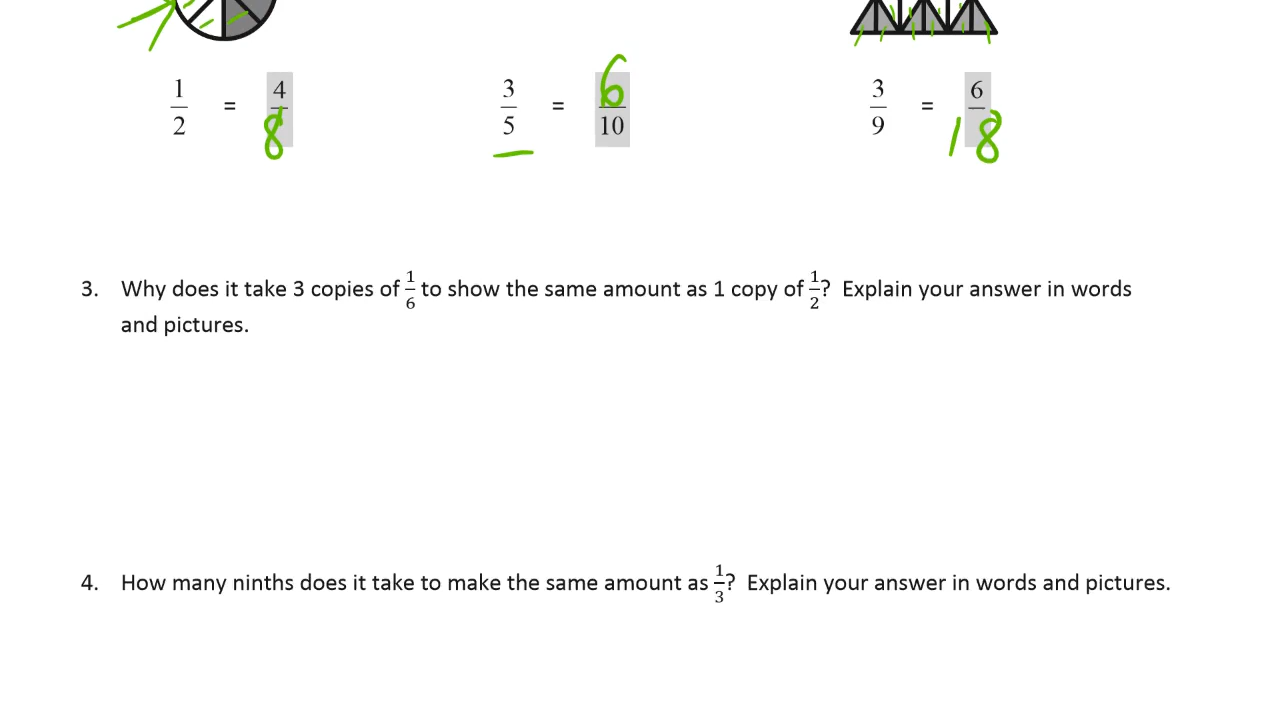 1/2 = 4/8 3/5 = 6/10 3/9 = 6/18
3. Why does it take 3 copies of 1/6 to show the same amount as 1 copy of 1/2? Explain your answer in words
and pictures.
4. How many ninths does it take to make the same amount as 1/3? Explain your answer in words and pictures.